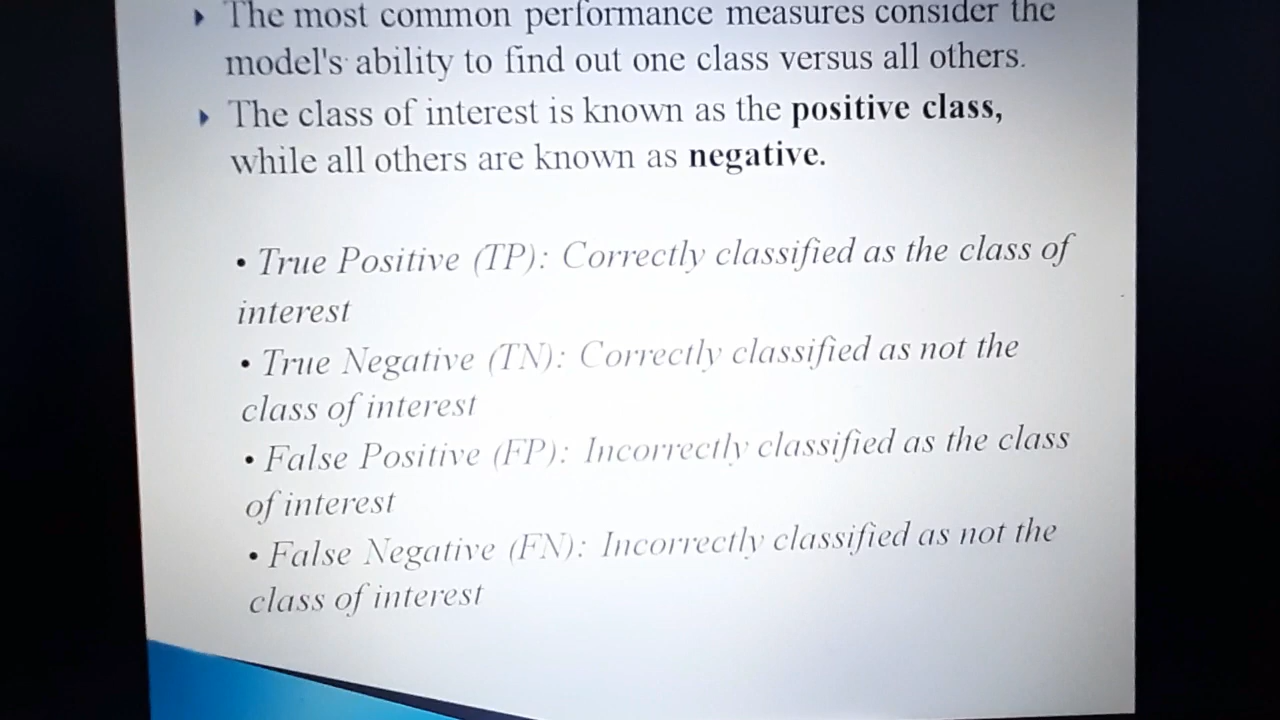 The most common performance measures consider the
model's ability to find out one class versus all others.
The class of interest is known as the positive class,
while all others are known as negative.
• True Positive (TP): Correctly classified as the class of
interest
• True Negative (TN): Correctly classified as not the
class of interest
• False Positive (FP): Incorrectly classified as the class
of interest
• False Negative (FN): Incorrectly classified as not the
class of interest